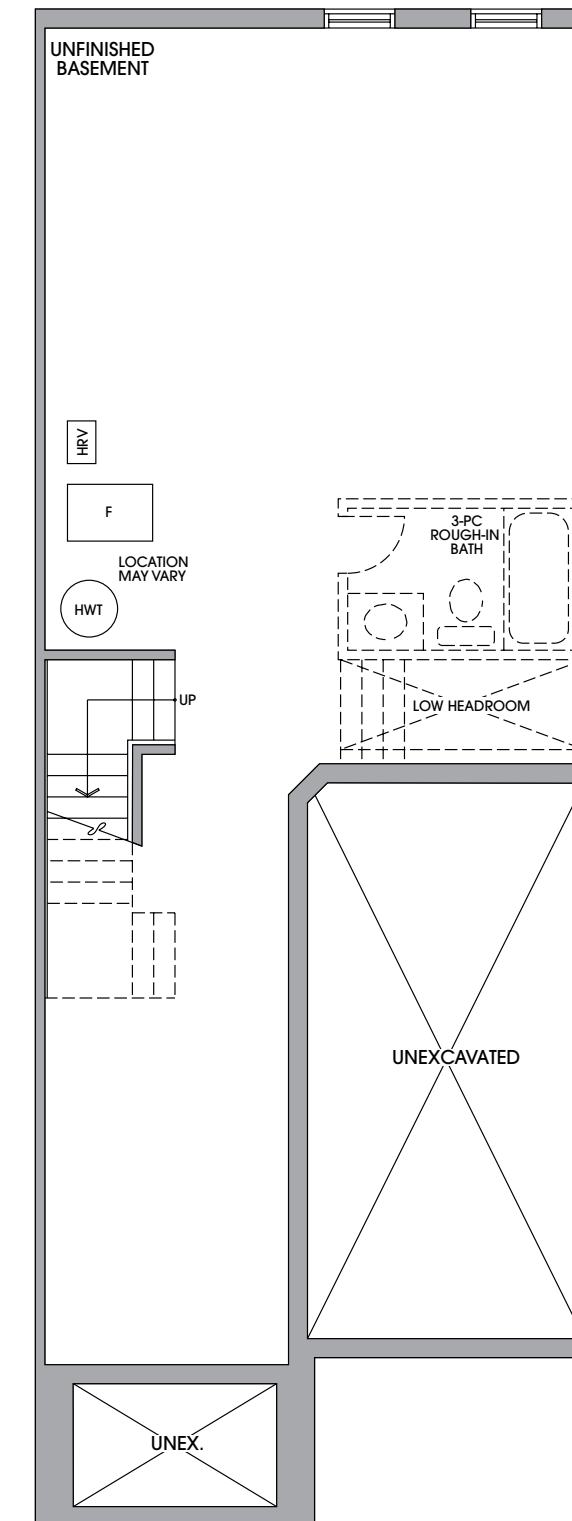 UNFINISHED
BASEMENT
HRV
F
3-PC
ROUGH-IN
BATH
LOCATION
MAY VARY
HWT
UP
LOW HEADROOM
UNEXCAVATED
UNEX.